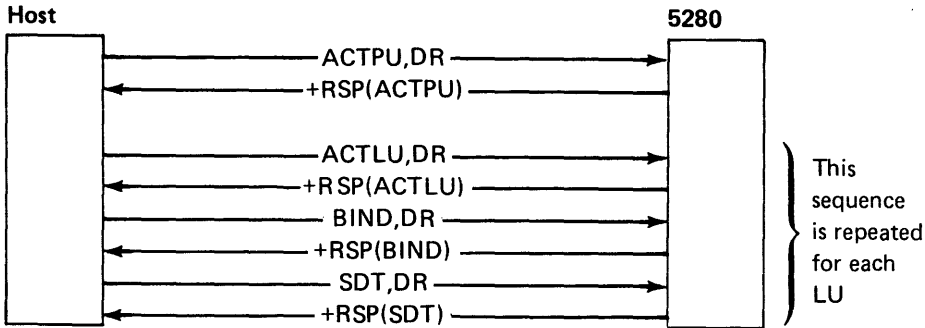 Host
5280
ACTPU,DR
+RSP(ACTPU)
ACTLU,DR
+RSP(ACTLU)
BIND,DR
+RSP(BIND)
SDT,DR
+RSP(SDT)
This
sequence
is repeated
for each
LU